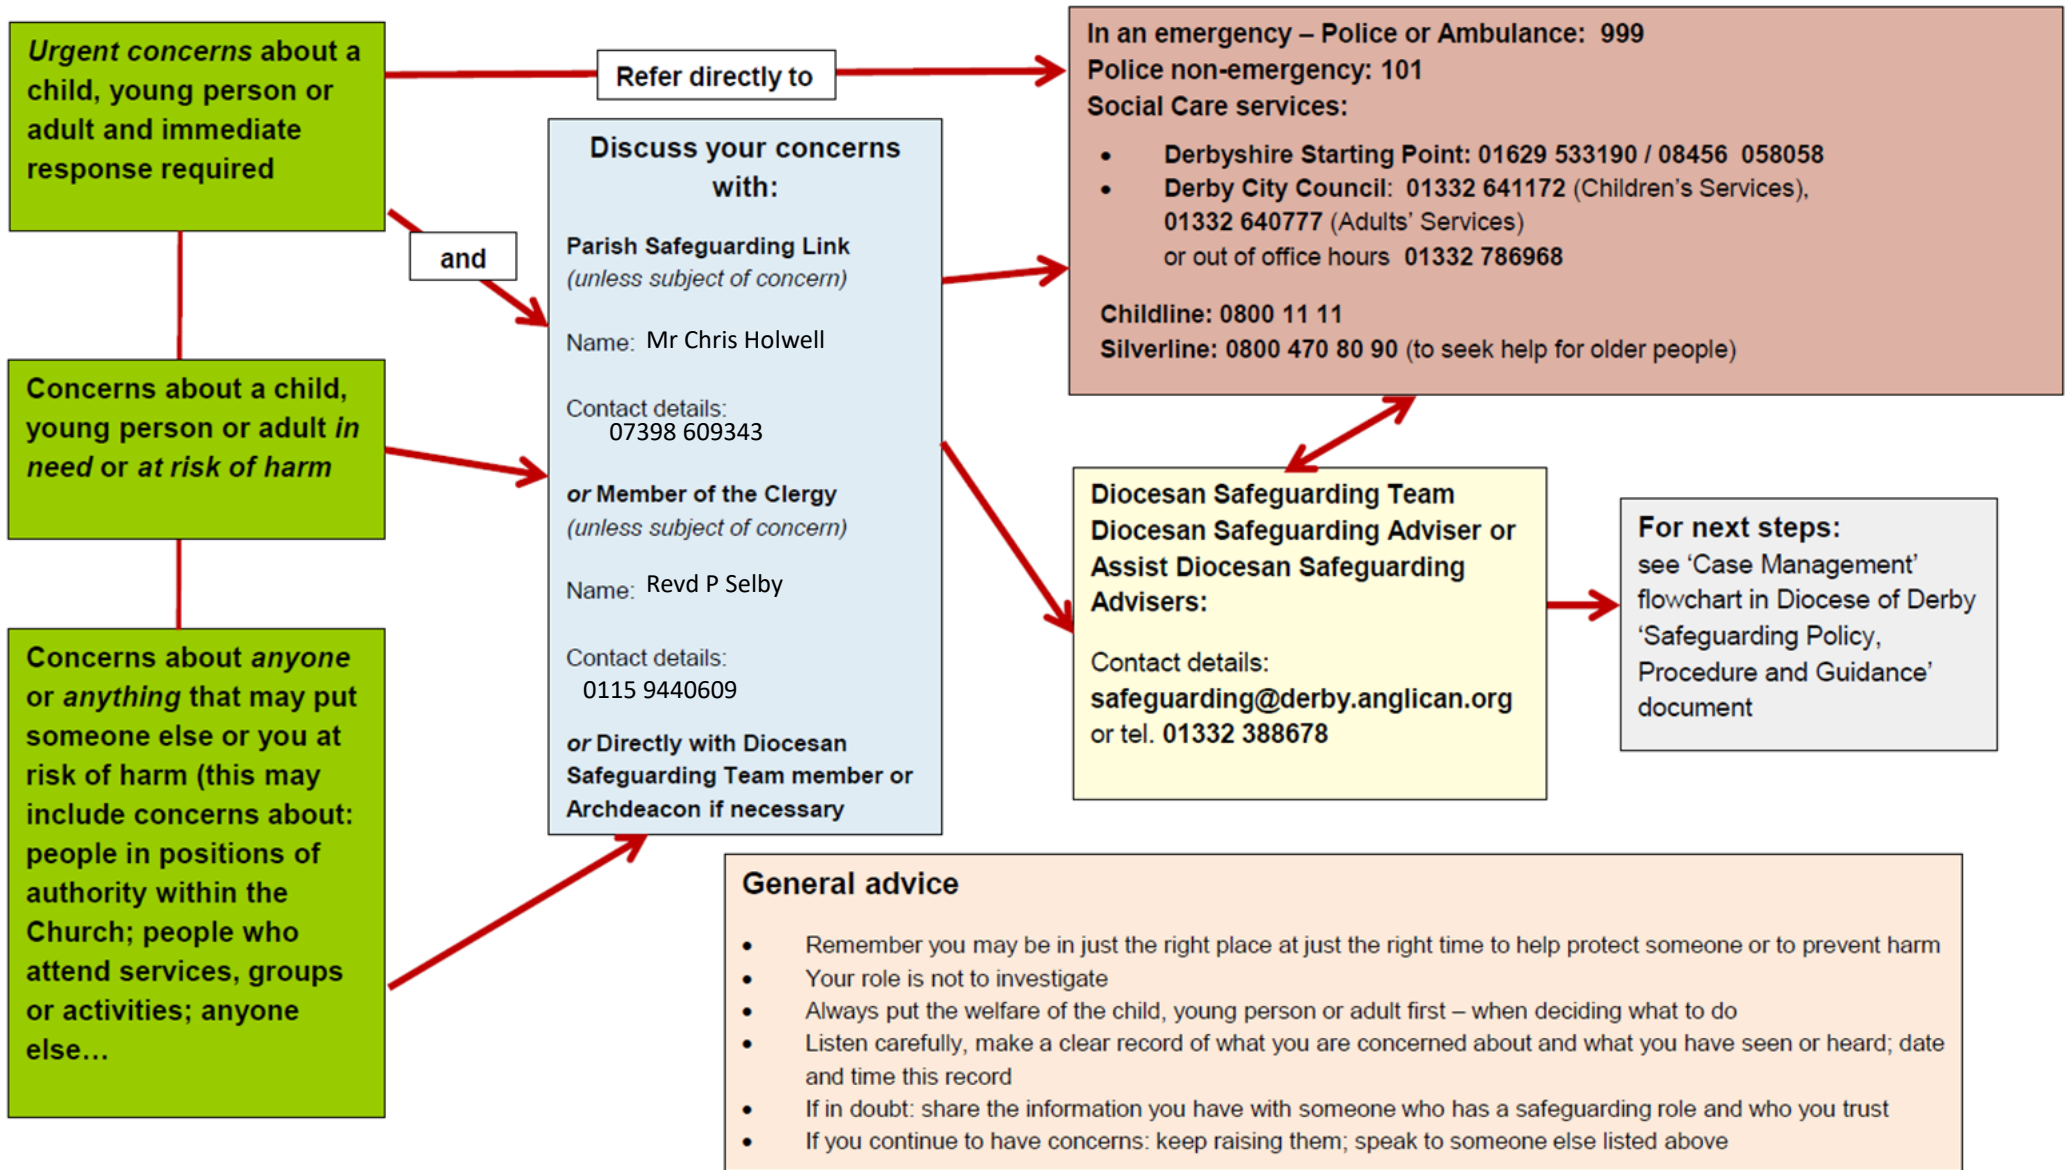 Urgent concerns about a
child, young person or
adult and immediate
response required
Refer directly to
and
Concerns about a child,
young person or adult in
need or at risk of harm
Concerns about anyone
or anything that may put
someone else or you at
risk of harm (this may
include concerns about:
people in positions of
authority within the
Church; people who
attend services, groups
or activities; anyone
else…
Discuss your concerns
with:
Parish Safeguarding Link
(unless subject of concern)
Name: Mr Chris Holwell
Contact details:
07398 609343
or Member of the Clergy
(unless subject of concern)
Name: Revd P Selby
Contact details:
0115 9440609
or Directly with Diocesan
Safeguarding Team member or
Archdeacon if necessary
In an emergency – Police or Ambulance: 999
Police non-emergency: 101
Social Care services:
• Derbyshire Starting Point: 01629 533190 / 08456 058058
• Derby City Council: 01332 641172 (Children’s Services),
01332 640777 (Adults’ Services)
or out of office hours 01332 786968
Childline: 0800 11 11
Silverline: 0800 470 80 90 (to seek help for older people)
Diocesan Safeguarding Team
Diocesan Safeguarding Adviser or
Assist Diocesan Safeguarding
Advisers:
Contact details:
safeguarding@derby.anglican.org
or tel. 01332 388678
For next steps:
see ‘Case Management’
flowchart in Diocese of Derby
‘Safeguarding Policy,
Procedure and Guidance’
document
General advice
• Remember you may be in just the right place at just the right time to help protect someone or to prevent harm
• Your role is not to investigate
• Always put the welfare of the child, young person or adult first – when deciding what to do
• Listen carefully, make a clear record of what you are concerned about and what you have seen or heard; date
and time this record
• If in doubt: share the information you have with someone who has a safeguarding role and who you trust
• If you continue to have concerns: keep raising them; speak to someone else listed above